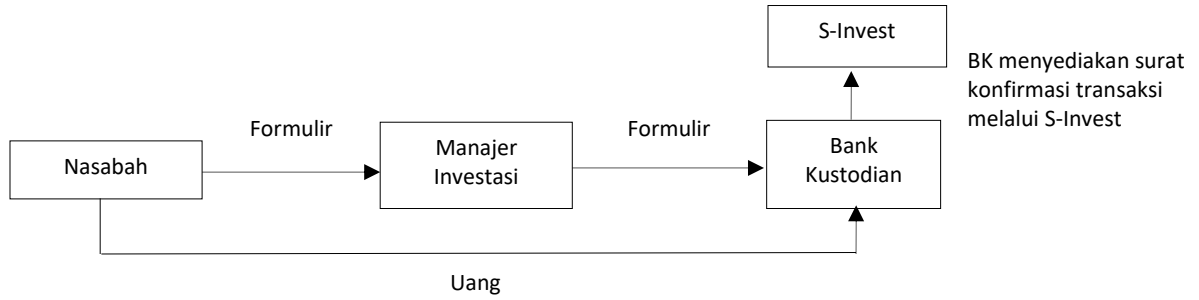 S-Invest
BK menyediakan surat
konfirmasi transaksi
melalui S-Invest
Formulir
Formulir
Nasabah
Manajer
Investasi
Bank
Kustodian
Uang